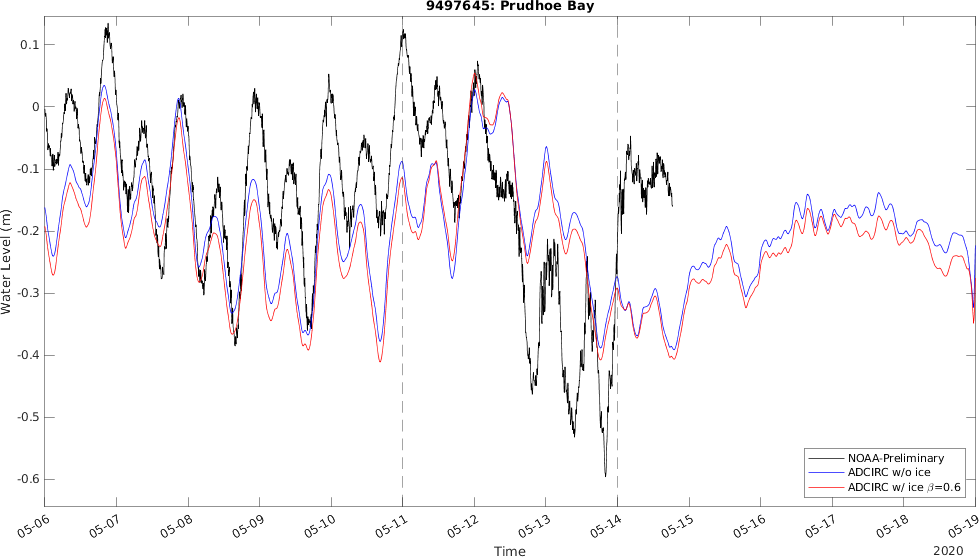 9497645: Prudhoe Bay
Water Level (m)
0.1
0
-0.1
-0.2
-0.3
-0.4
-0.5
-0.6
NOAA-Preliminary
ADCIRC w/o ice
ADCIRC w/ ice β=0.6
05-06 05-07 05-08 05-09 05-10 05-11 05-12 05-13 05-14 05-15 05-16 05-17 05-18 05-19
2020
Time